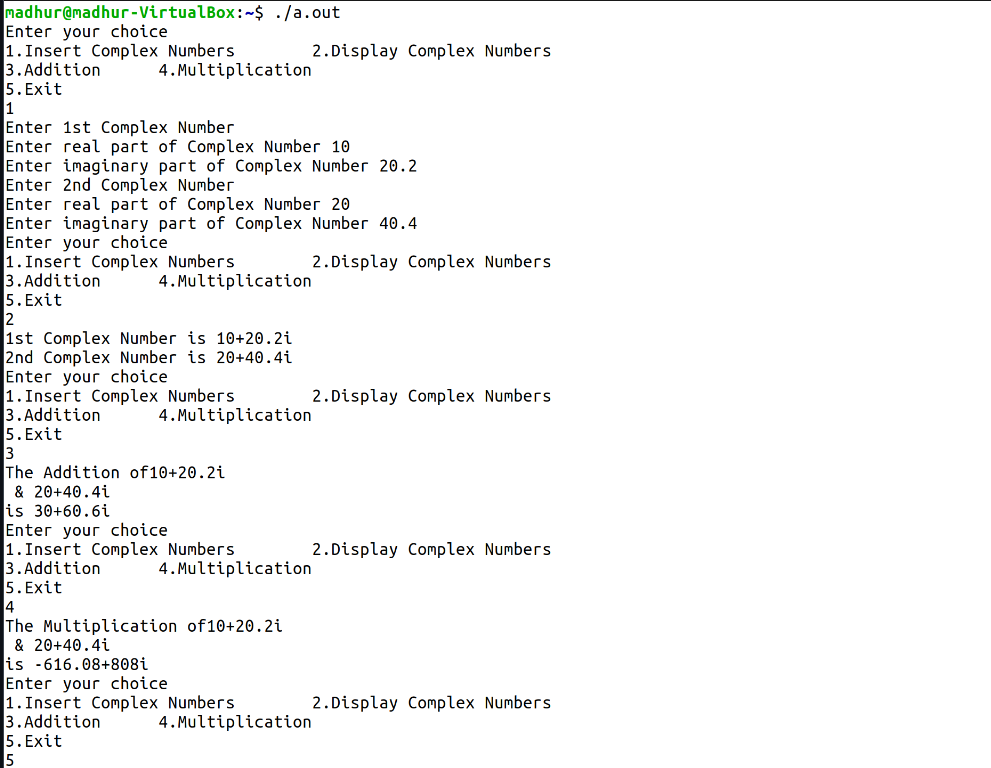 madhur@madhur-VirtualBox:~$ ./a.out
Enter your choice
1.Insert Complex Numbers        2.Display Complex Numbers
3.Addition      4.Multiplication
5.Exit
1
Enter 1st Complex Number
Enter real part of Complex Number 10
Enter imaginary part of Complex Number 20.2
Enter 2nd Complex Number
Enter real part of Complex Number 20
Enter imaginary part of Complex Number 40.4
Enter your choice
1.Insert Complex Numbers        2.Display Complex Numbers
3.Addition      4.Multiplication
5.Exit
2
1st Complex Number is 10+20.2i
2nd Complex Number is 20+40.4i
Enter your choice
1.Insert Complex Numbers        2.Display Complex Numbers
3.Addition      4.Multiplication
5.Exit
3
The Addition of10+20.2i
 & 20+40.4i
is 30+60.6i
Enter your choice
1.Insert Complex Numbers        2.Display Complex Numbers
3.Addition      4.Multiplication
5.Exit
4
The Multiplication of10+20.2i
 & 20+40.4i
is -616.08+808i
Enter your choice
1.Insert Complex Numbers        2.Display Complex Numbers
3.Addition      4.Multiplication
5.Exit
5